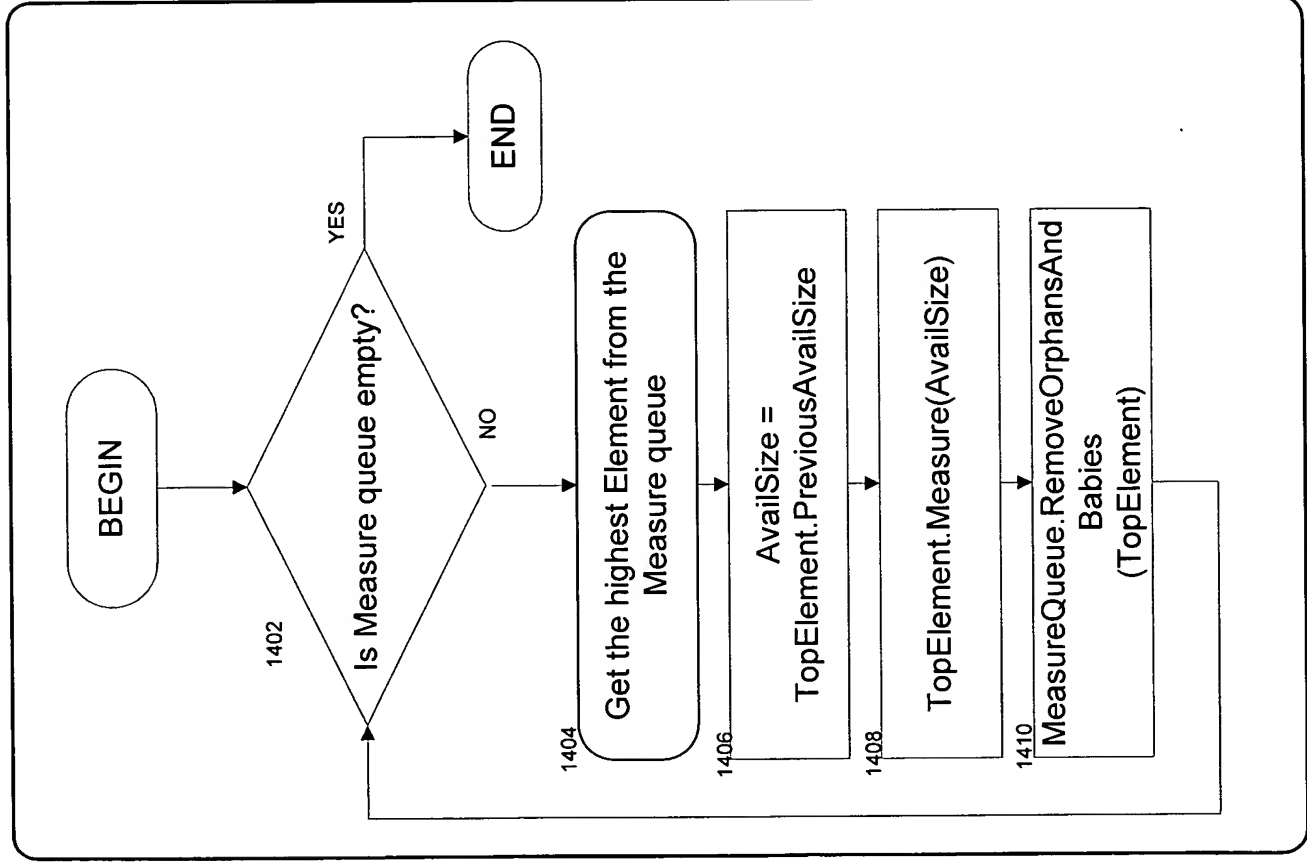 BEGIN
1402
Is Measure queue empty?
YES
END
NO
1404
Get the highest Element from the
Measure queue
1406
AvailSize =
TopElement.PreviousAvailSize
1408
TopElement.Measure(AvailSize)
1410
MeasureQueue.RemoveOrphansAnd
Babies
(TopElement)